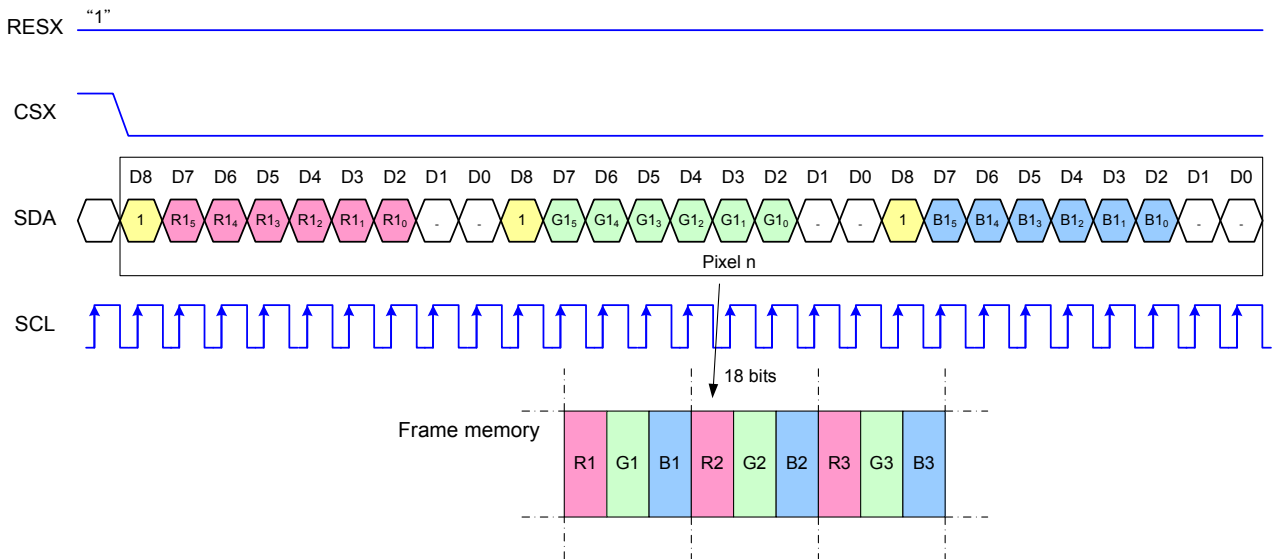 RESX “1”
CSX
D8 D7 D6 D5 D4 D3 D2 D1 D0 D8 D7 D6 D5 D4 D3 D2 D1 D0 D8 D7 D6 D5 D4 D3 D2 D1 D0
SDA 1 R1₅ R1₄ R1₃ R1₂ R1₁ R1₀ - - 1 G1₅ G1₄ G1₃ G1₂ G1₁ G1₀ - - 1 B1₅ B1₄ B1₃ B1₂ B1₁ B1₀ - -
Pixel n
SCL
18 bits
Frame memory
R1 G1 B1 R2 G2 B2 R3 G3 B3